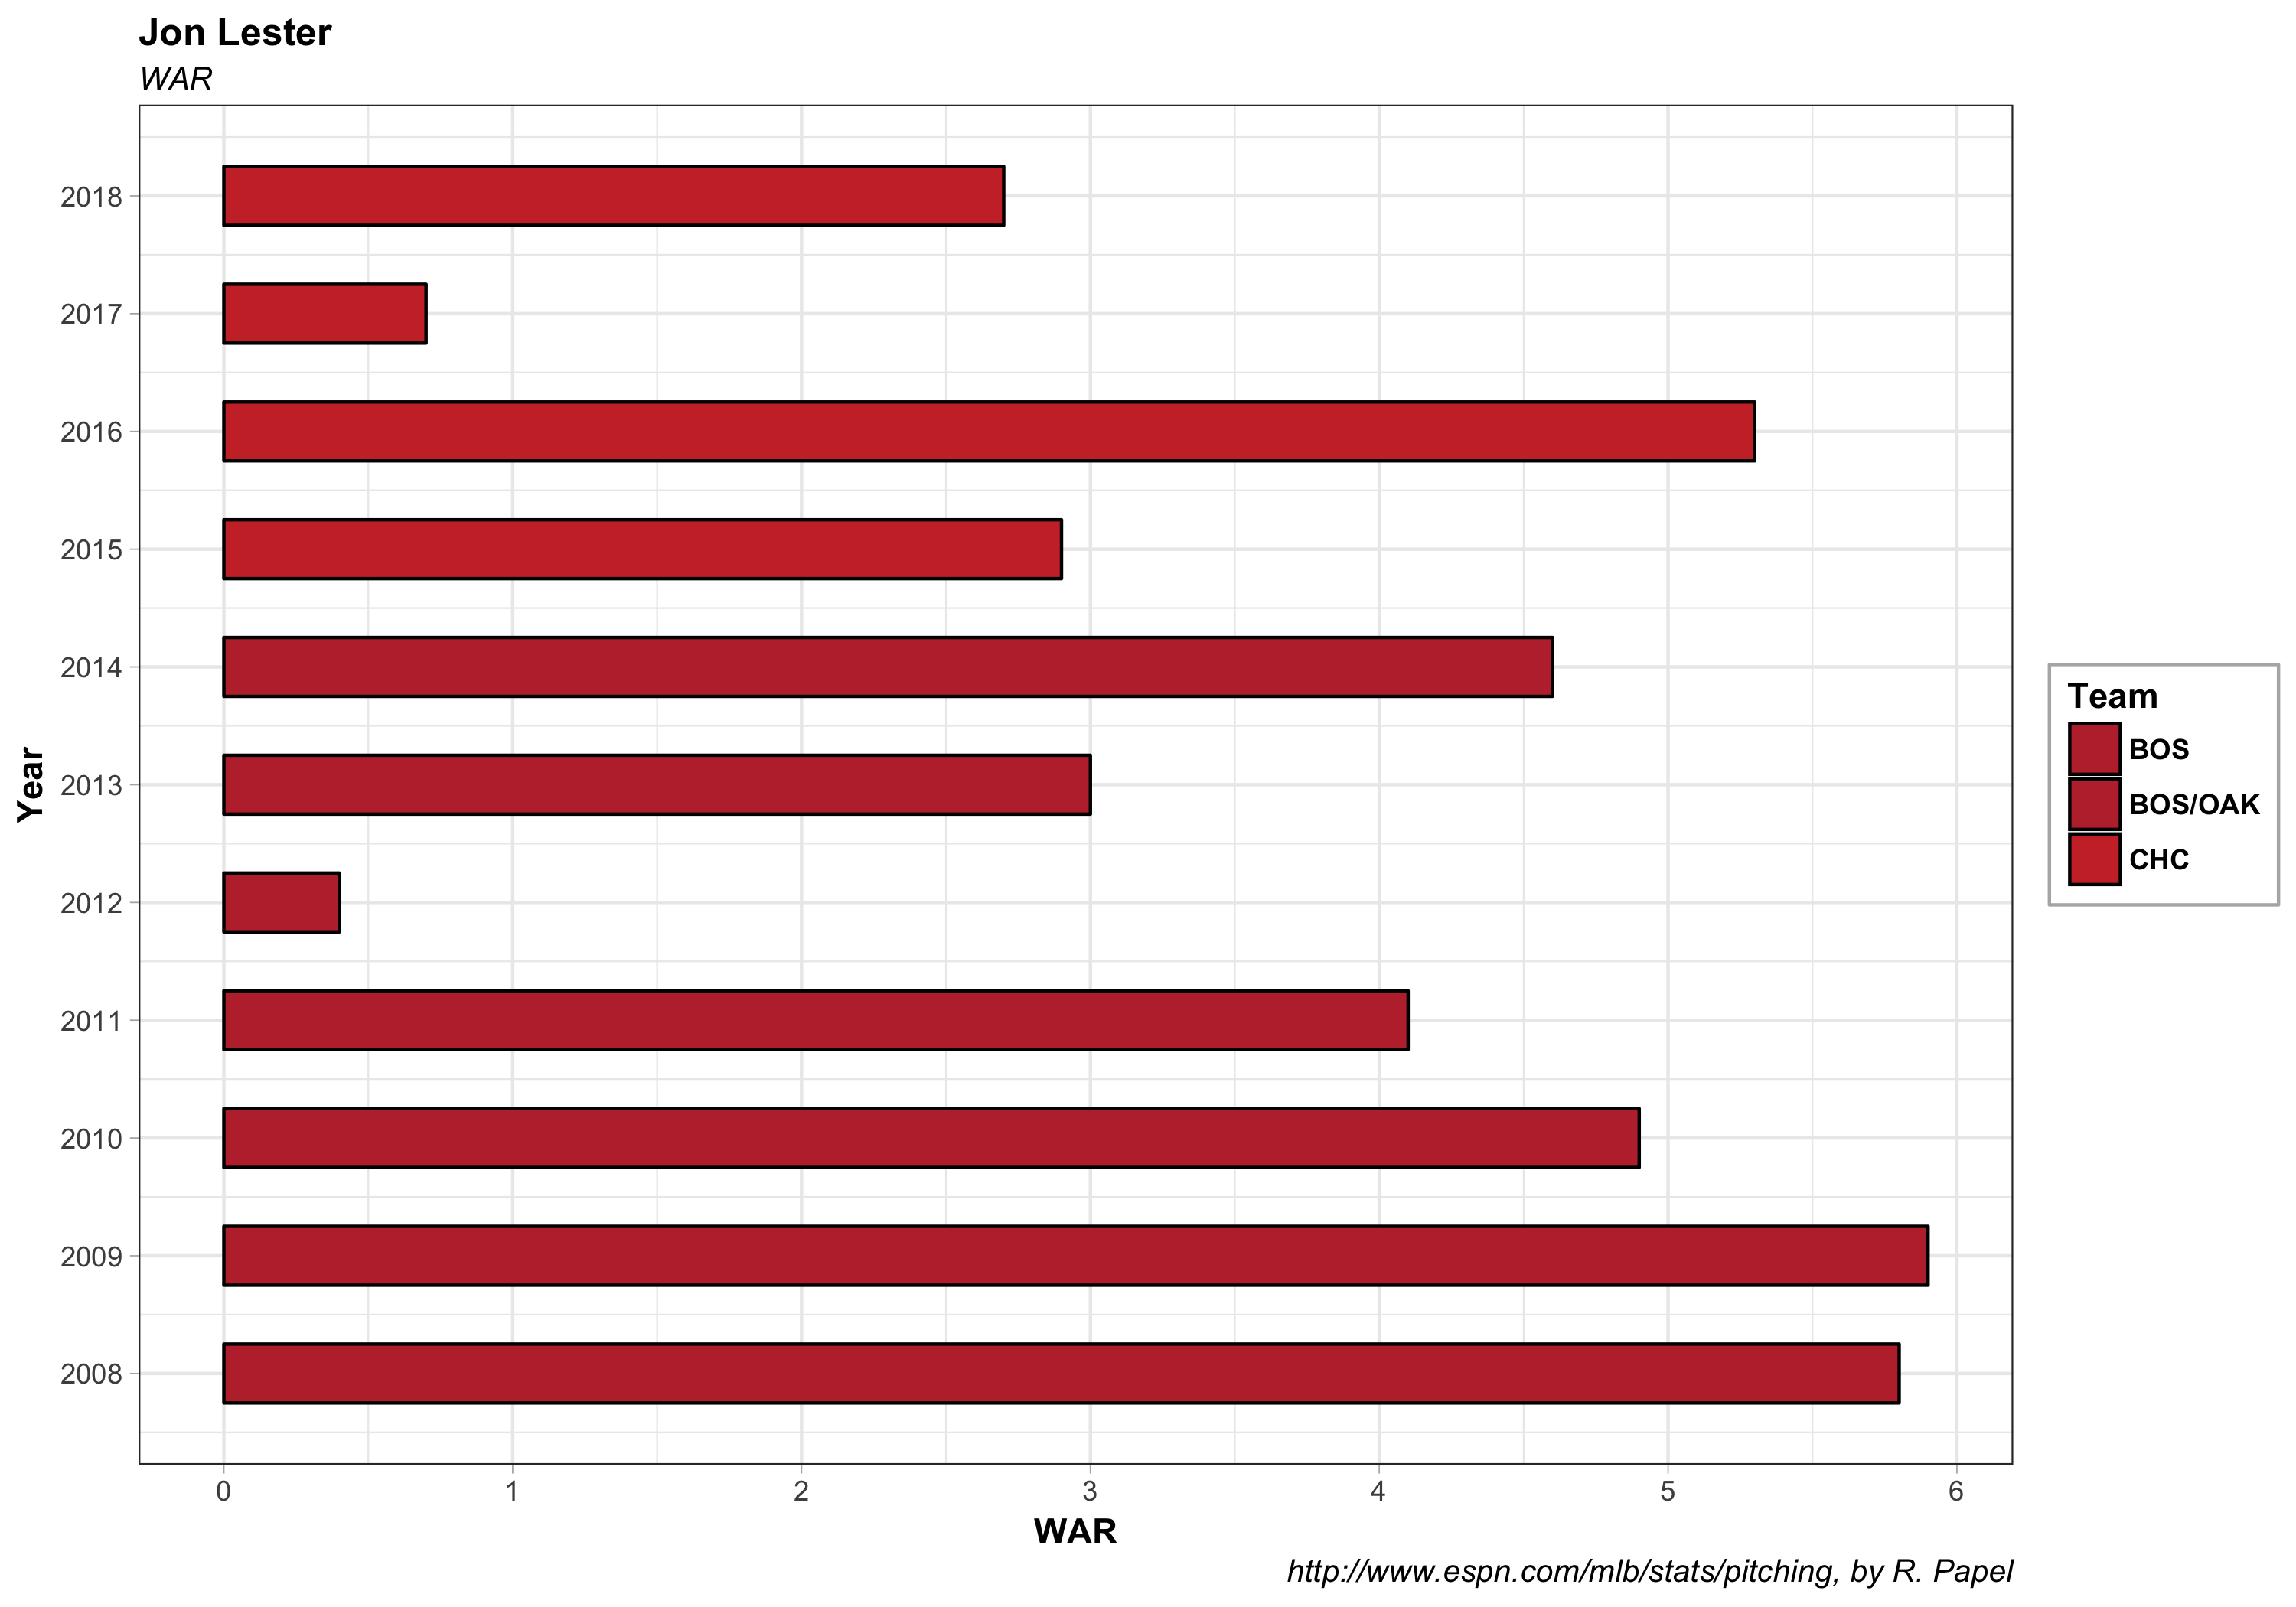 Jon Lester
WAR
2018
2017
2016
2015
2014
2013
2012
2011
2010
2009
2008
Year
0 1 2 3 4 5 6
WAR
Team
BOS
BOS/OAK
CHC
http://www.espn.com/mlb/stats/pitching, by R. Papel